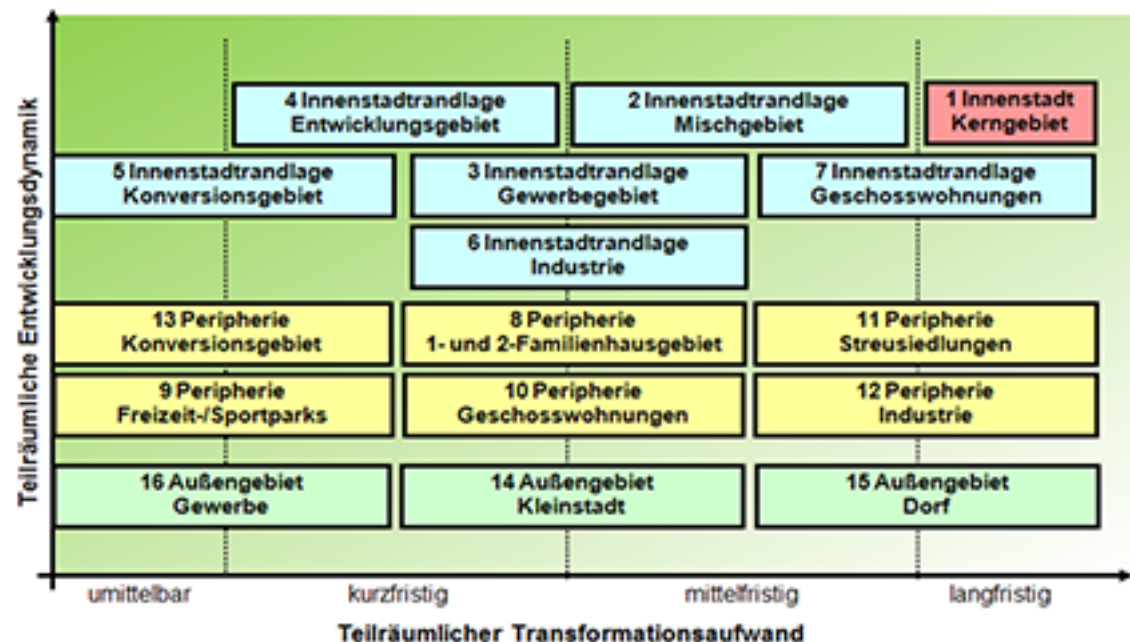 Teilräumliche Entwicklungsdynamik
4 Innenstadtrandlage
Entwicklungsgebiet
2 Innenstadtrandlage
Mischgebiet
1 Innenstadt
Kerngebiet
5 Innenstadtrandlage
Konversionsgebiet
3 Innenstadtrandlage
Gewerbegebiet
7 Innenstadtrandlage
Geschosswohnungen
6 Innenstadtrandlage
Industrie
13 Peripherie
Konversionsgebiet
8 Peripherie
1- und 2-Familienhausgebiet
11 Peripherie
Streusiedlungen
9 Peripherie
Freizeit-/Sportparks
10 Peripherie
Geschosswohnungen
12 Peripherie
Industrie
16 Außengebiet
Gewerbe
14 Außengebiet
Kleinstadt
15 Außengebiet
Dorf
umittelbar
kurzfristig
mittelfristig
langfristig
Teilräumlicher Transformationsaufwand